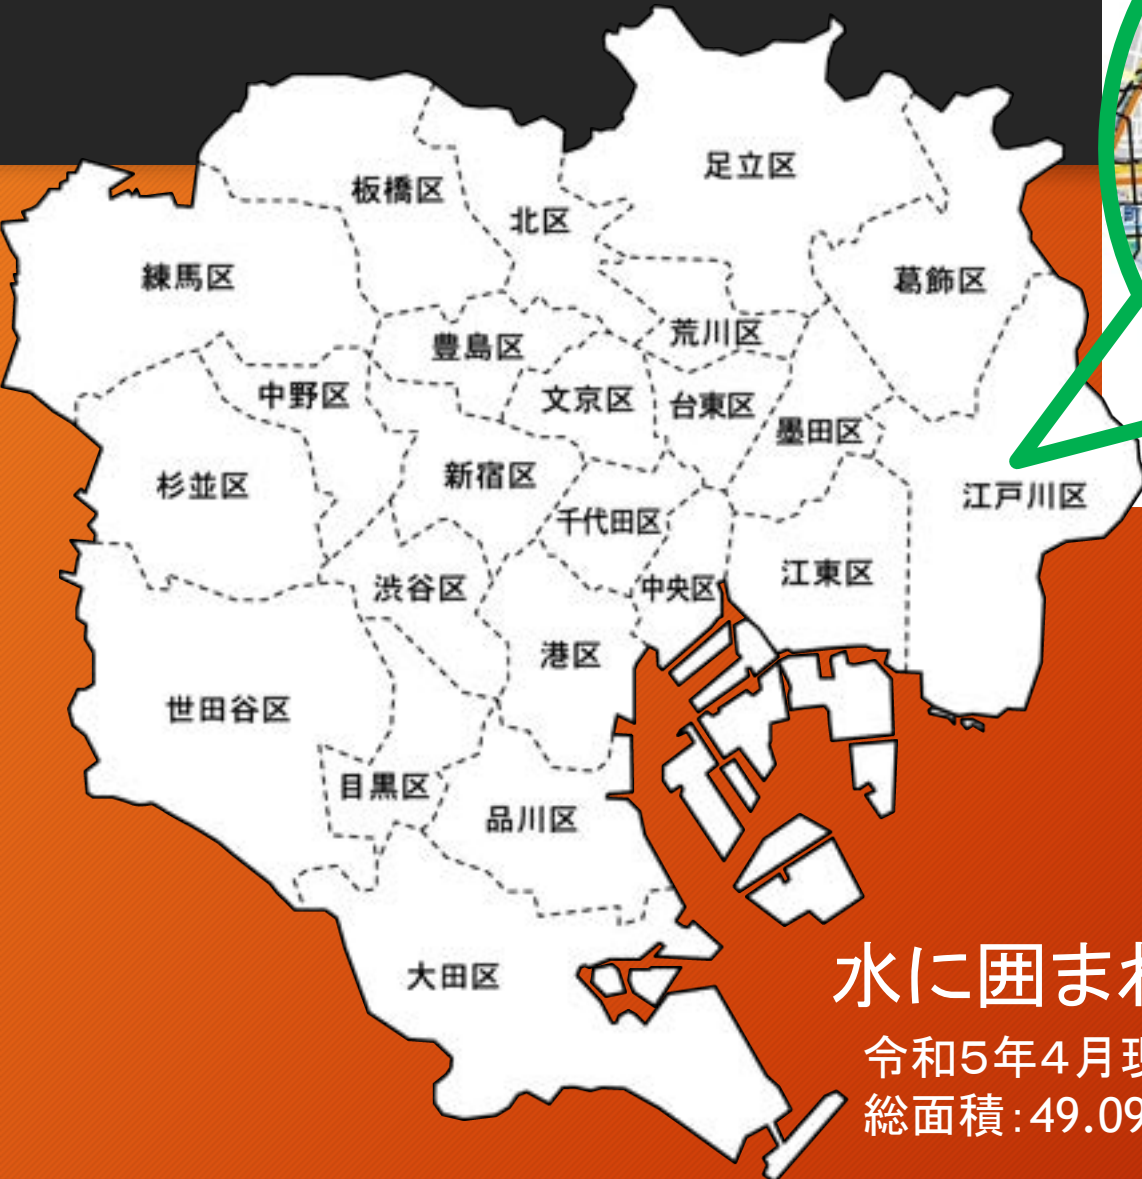 足立区
板橋区
北区
練馬区
葛飾区
荒川区
豊島区
中野区
文京区
台東区
墨田区
杉並区
新宿区
江戸川区
千代田区
江東区
渋谷区
中央区
港区
世田谷区
目黒区
品川区
大田区
水に囲まれ
令和5年4月現
総面積:49.09